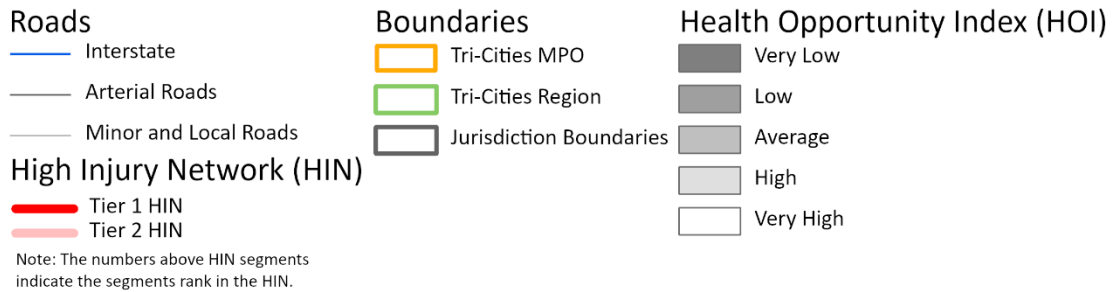 Roads
Interstate
Arterial Roads
Minor and Local Roads
High Injury Network (HIN)
Tier 1 HIN
Tier 2 HIN
Note: The numbers above HIN segments
indicate the segments rank in the HIN.
Boundaries
Tri-Cities MPO
Tri-Cities Region
Jurisdiction Boundaries
Health Opportunity Index (HOI)
Very Low
Low
Average
High
Very High